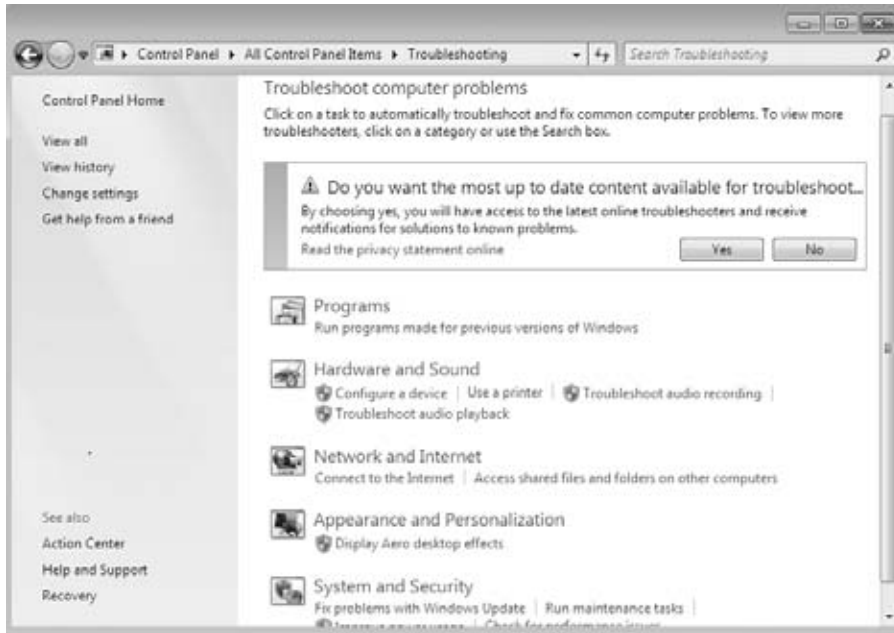 Control Panel ▸ All Control Panel Items ▸ Troubleshooting
Search Troubleshooting
Control Panel Home
View all
View history
Change settings
Get help from a friend
See also
Action Center
Help and Support
Recovery
Troubleshoot computer problems
Click on a task to automatically troubleshoot and fix common computer problems. To view more
troubleshooters, click on a category or use the Search box.
Do you want the most up to date content available for troubleshoot...
By choosing yes, you will have access to the latest online troubleshooters and receive
notifications for solutions to known problems.
Read the privacy statement online
Yes
No
Programs
Run programs made for previous versions of Windows
Hardware and Sound
Configure a device | Use a printer | Troubleshoot audio recording |
Troubleshoot audio playback
Network and Internet
Connect to the Internet | Access shared files and folders on other computers
Appearance and Personalization
Display Aero desktop effects
System and Security
Fix problems with Windows Update | Run maintenance tasks |
Improve power usage | Check for performance issues